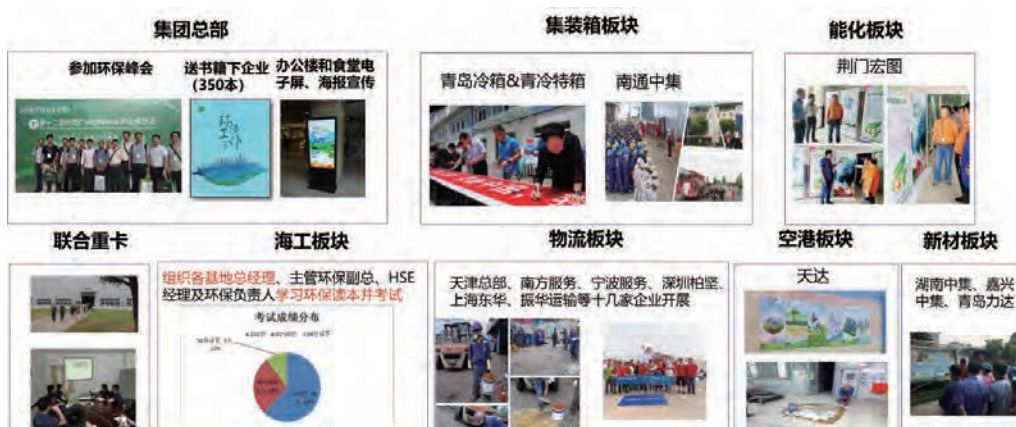 集团总部
参加环保峰会
送书籍下企业
(350本)
办公楼和食堂电
子屏、海报宣传
集装箱板块
青岛冷箱&青冷特箱
南通中集
能化板块
荆门宏图
联合重卡
海工板块
组织各基地总经理、主管环保副总、HSE
经理及环保负责人学习环保读本并考试
考试成绩分布
物流板块
天津总部、南方服务、宁波服务、深圳柏坚、
上海东华、振华运输等十几家企业开展
空港板块
天达
新材板块
湖南中集、嘉兴
中集、青岛力达